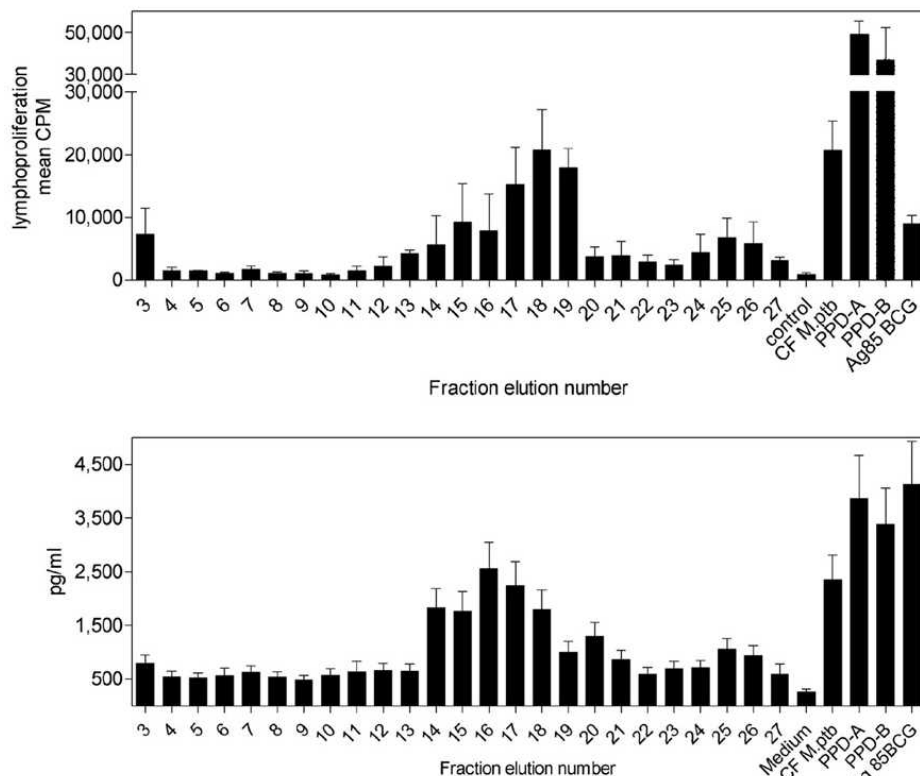 lymphoproliferation
mean CPM
50,000
30,000
30,000
20,000
10,000
0
3 4 5 6 7 8 9 10 11 12 13 14 15 16 17 18 19 20 21 22 23 24 25 26 27 control CF M.ptb PPD-A PPD-B Ag85 BCG
Fraction elution number
pg/ml
4,500
3,500
2,500
1,500
500
3 4 5 6 7 8 9 10 11 12 13 14 15 16 17 18 19 20 21 22 23 24 25 26 27 Medium CF M.ptb PPD-A PPD-B g 85BCG
Fraction elution number